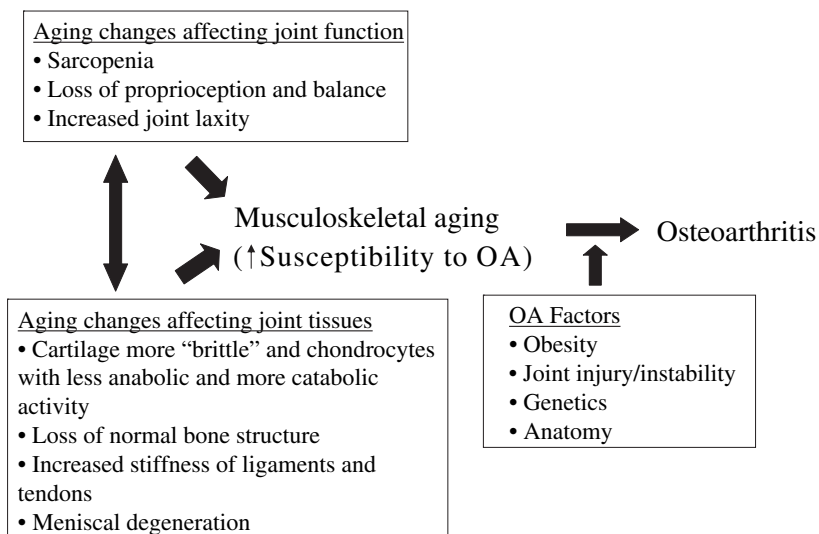 Aging changes affecting joint function
• Sarcopenia
• Loss of proprioception and balance
• Increased joint laxity
Musculoskeletal aging
(↑Susceptibility to OA)
Osteoarthritis
Aging changes affecting joint tissues
• Cartilage more “brittle” and chondrocytes
with less anabolic and more catabolic
activity
• Loss of normal bone structure
• Increased stiffness of ligaments and
tendons
• Meniscal degeneration
OA Factors
• Obesity
• Joint injury/instability
• Genetics
• Anatomy